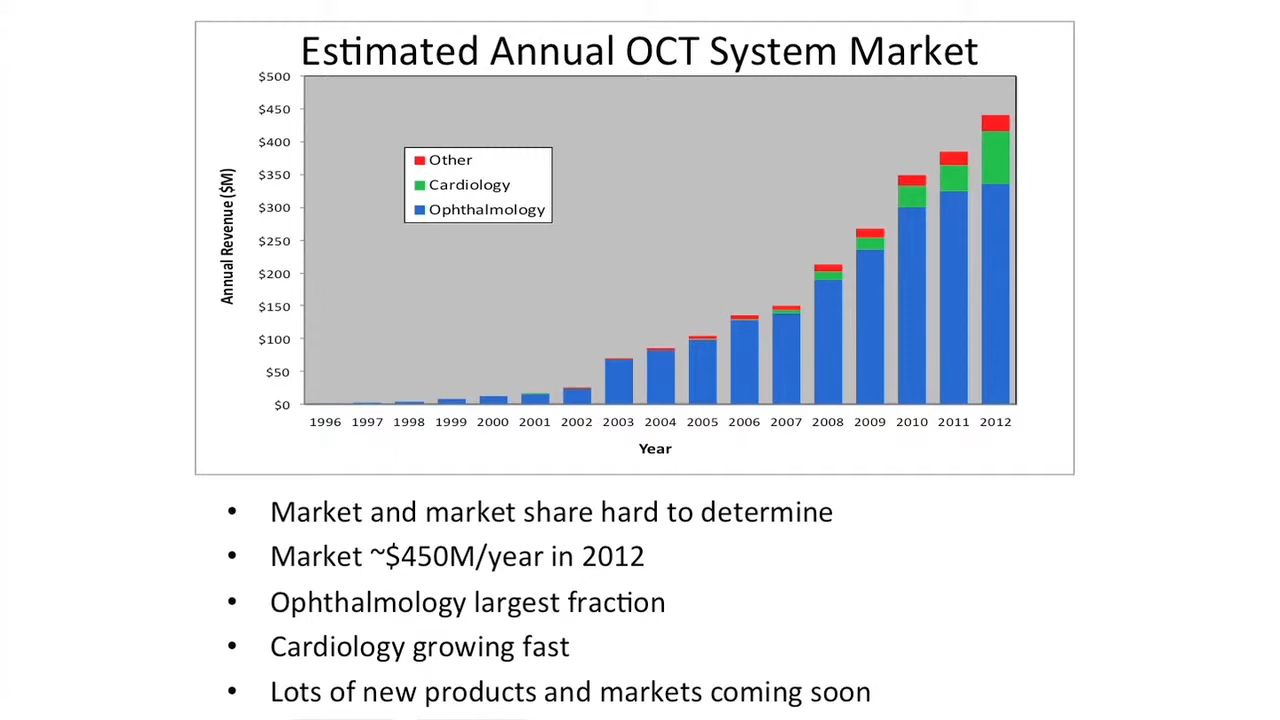 Estimated Annual OCT System Market
$500
$450
$400
$350
$300
$250
$200
$150
$100
$50
$0
Annual Revenue ($M)
Other
Cardiology
Ophthalmology
1996 1997 1998 1999 2000 2001 2002 2003 2004 2005 2006 2007 2008 2009 2010 2011 2012
Year
• Market and market share hard to determine
• Market ~$450M/year in 2012
• Ophthalmology largest fraction
• Cardiology growing fast
• Lots of new products and markets coming soon